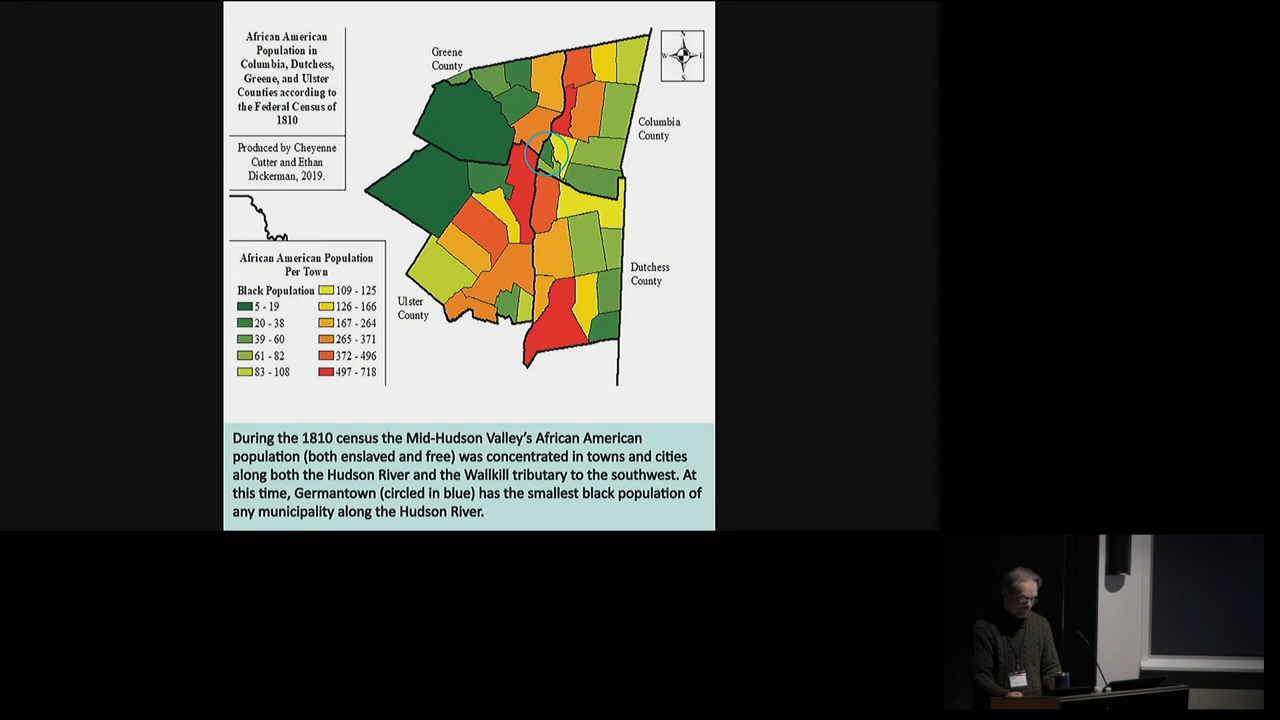 African American
Population in
Columbia, Dutchess,
Greene, and Ulster
Counties according to
the Federal Census of
1810
Produced by Cheyenne
Cutter and Ethan
Dickerman, 2019.
Greene
County
N
W
E
S
Columbia
County
Dutchess
County
Ulster
County
African American Population
Per Town
Black Population
5 - 19
20 - 38
39 - 60
61 - 82
83 - 108
109 - 125
126 - 166
167 - 264
265 - 371
372 - 496
497 - 718
During the 1810 census the Mid-Hudson Valley's African American
population (both enslaved and free) was concentrated in towns and cities
along both the Hudson River and the Wallkill tributary to the southwest. At
this time, Germantown (circled in blue) has the smallest black population of
any municipality along the Hudson River.